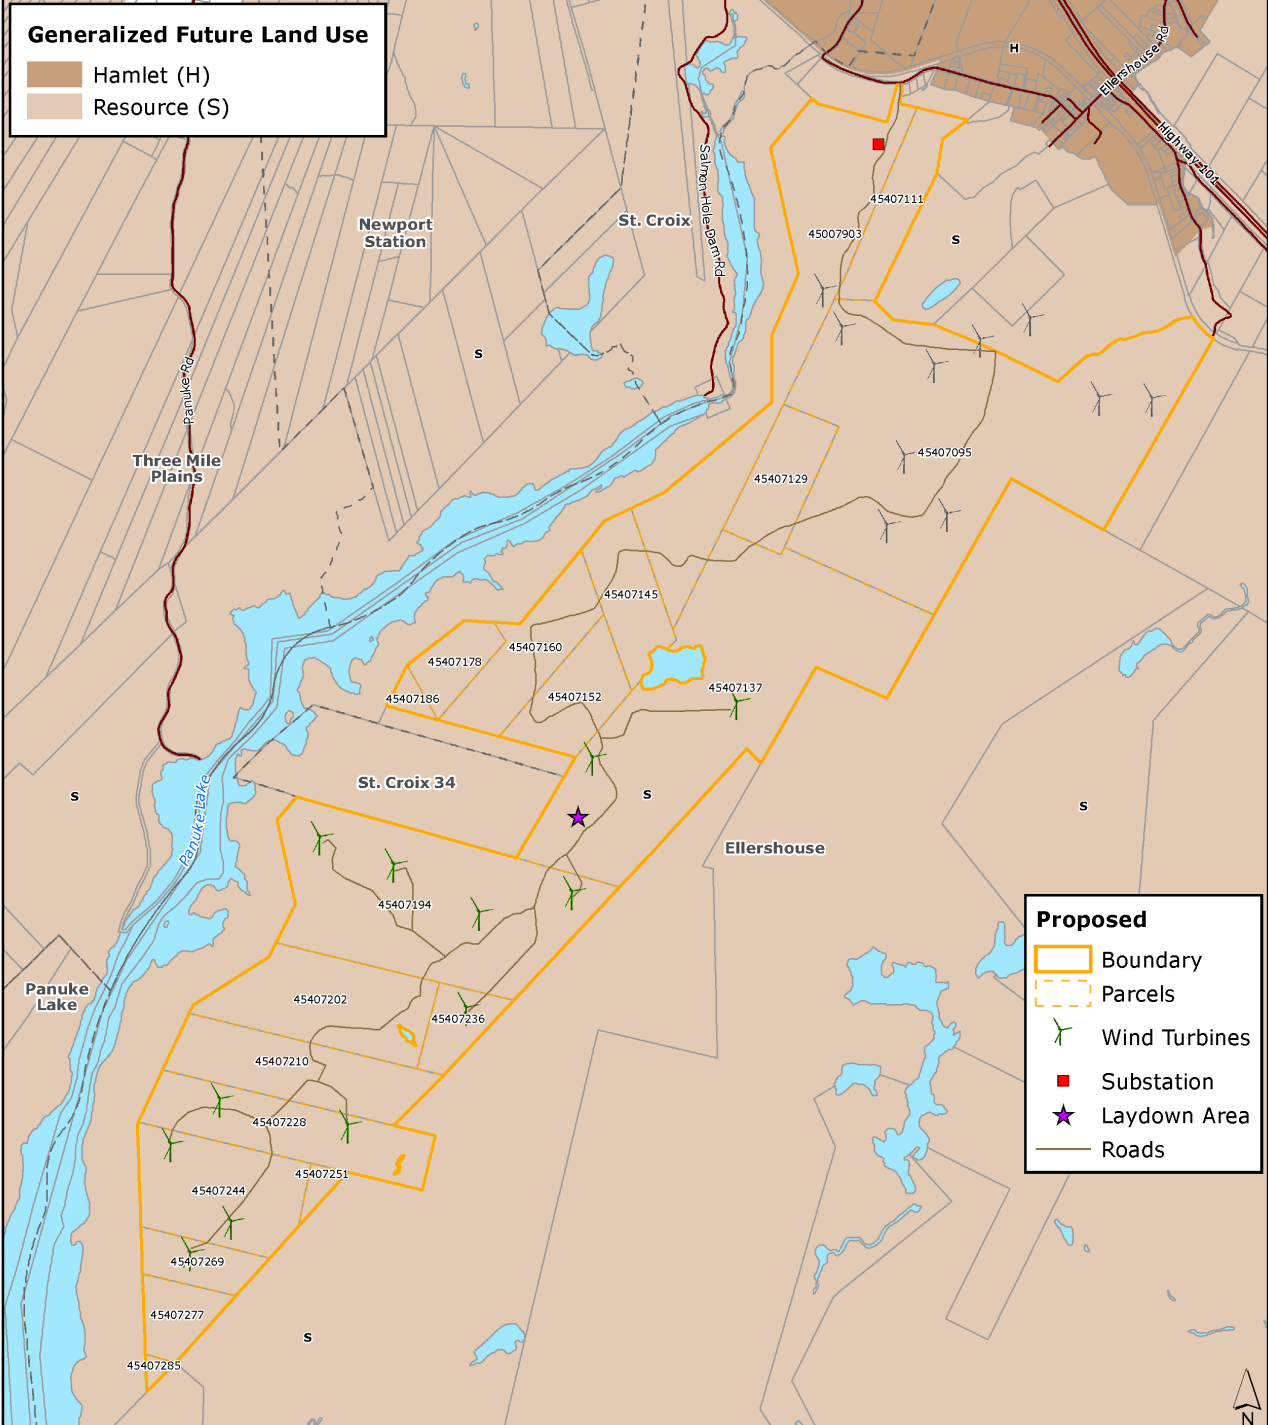 Generalized Future Land Use
Hamlet (H)
Resource (S)
H
Ellershouse Rd
Highway 101
Salmon Hole Dam Rd
45407111
Newport
Station
St. Croix
45007903
S
S
Panuke Rd
Three Mile
Plains
45407095
45407129
45407145
45407160
45407178
45407186
45407152
45407137
St. Croix 34
S
S
S
Panuke Lake
Ellershouse
45407194
Panuke
Lake
45407202
45407236
45407210
45407228
45407251
45407244
45407269
45407277
S
45407285
Proposed
Boundary
Parcels
Wind Turbines
Substation
Laydown Area
Roads
N